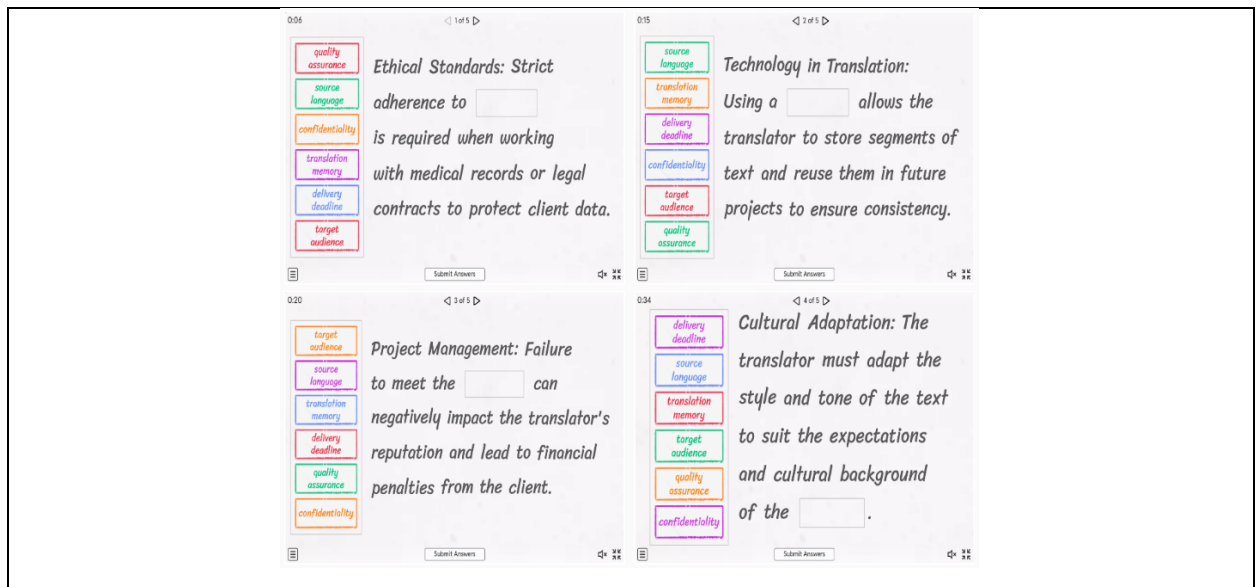 0:06
1 of 5
quality
assurance
source
language
confidentiality
translation
memory
delivery
deadline
target
audience
Ethical Standards: Strict
adherence to
is required when working
with medical records or legal
contracts to protect client data.
Submit Answers
0:15
2 of 5
source
language
translation
memory
delivery
deadline
confidentiality
target
audience
quality
assurance
Technology in Translation:
Using a allows the
translator to store segments of
text and reuse them in future
projects to ensure consistency.
Submit Answers
0:20
3 of 5
target
audience
source
language
translation
memory
delivery
deadline
quality
assurance
confidentiality
Project Management: Failure
to meet the can
negatively impact the translator's
reputation and lead to financial
penalties from the client.
Submit Answers
0:34
4 of 5
delivery
deadline
source
language
translation
memory
target
audience
quality
assurance
confidentiality
Cultural Adaptation: The
translator must adapt the
style and tone of the text
to suit the expectations
and cultural background
of the .
Submit Answers